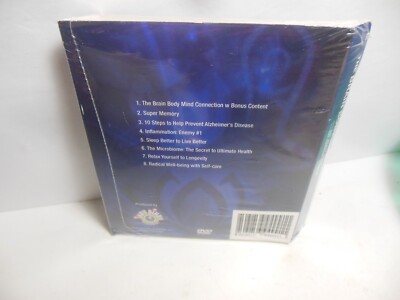 1. The Brain Body Mind Connection w Bonus Content
2. Super Memory
3. 10 Steps to Help Prevent Alzheimer's Disease
4. Inflammation: Enemy #1
5. Sleep Better to Live Better
6. The Microbiome: The Secret to Ultimate Health
7. Relax Yourself to Longevity
8. Radical Well-being with Self-care
DVD